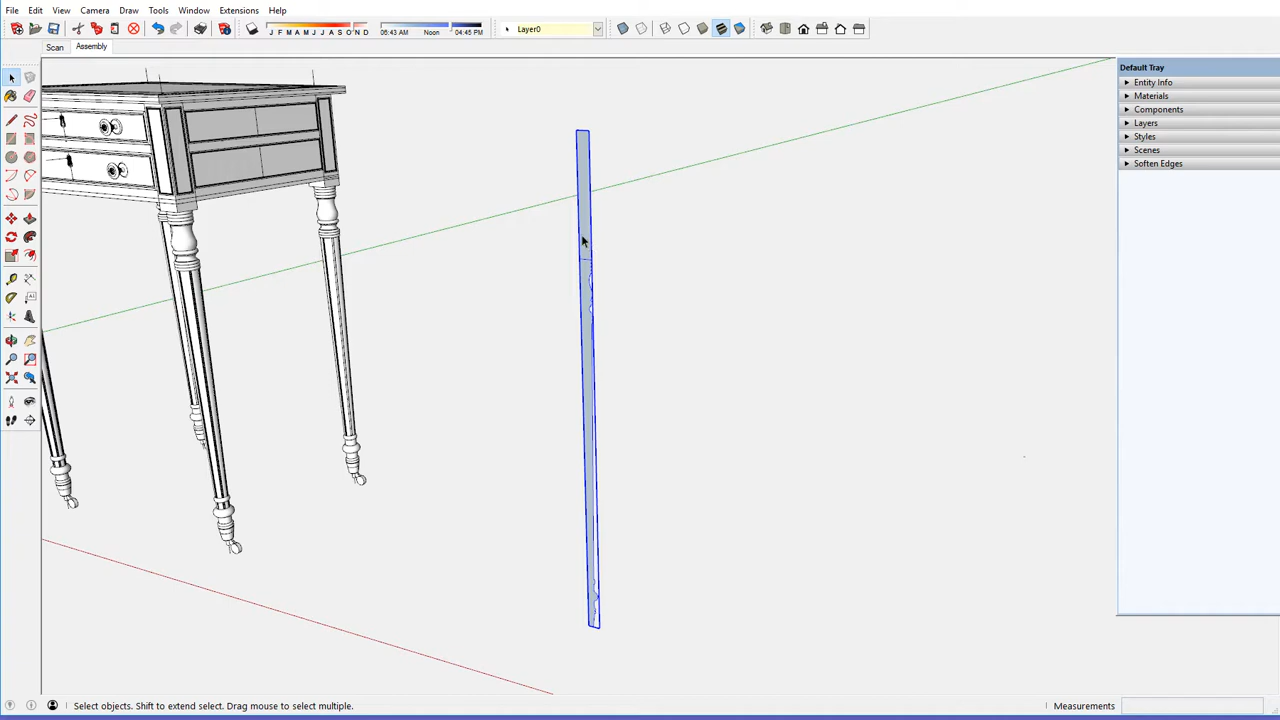 File Edit View Camera Draw Tools Window Extensions Help
J F M A M J J A S O N D 06:43 AM Noon 04:45 PM Layer0
Scan Assembly
Default Tray
Entity Info
Materials
Components
Layers
Styles
Scenes
Soften Edges
Select objects. Shift to extend select. Drag mouse to select multiple. Measurements